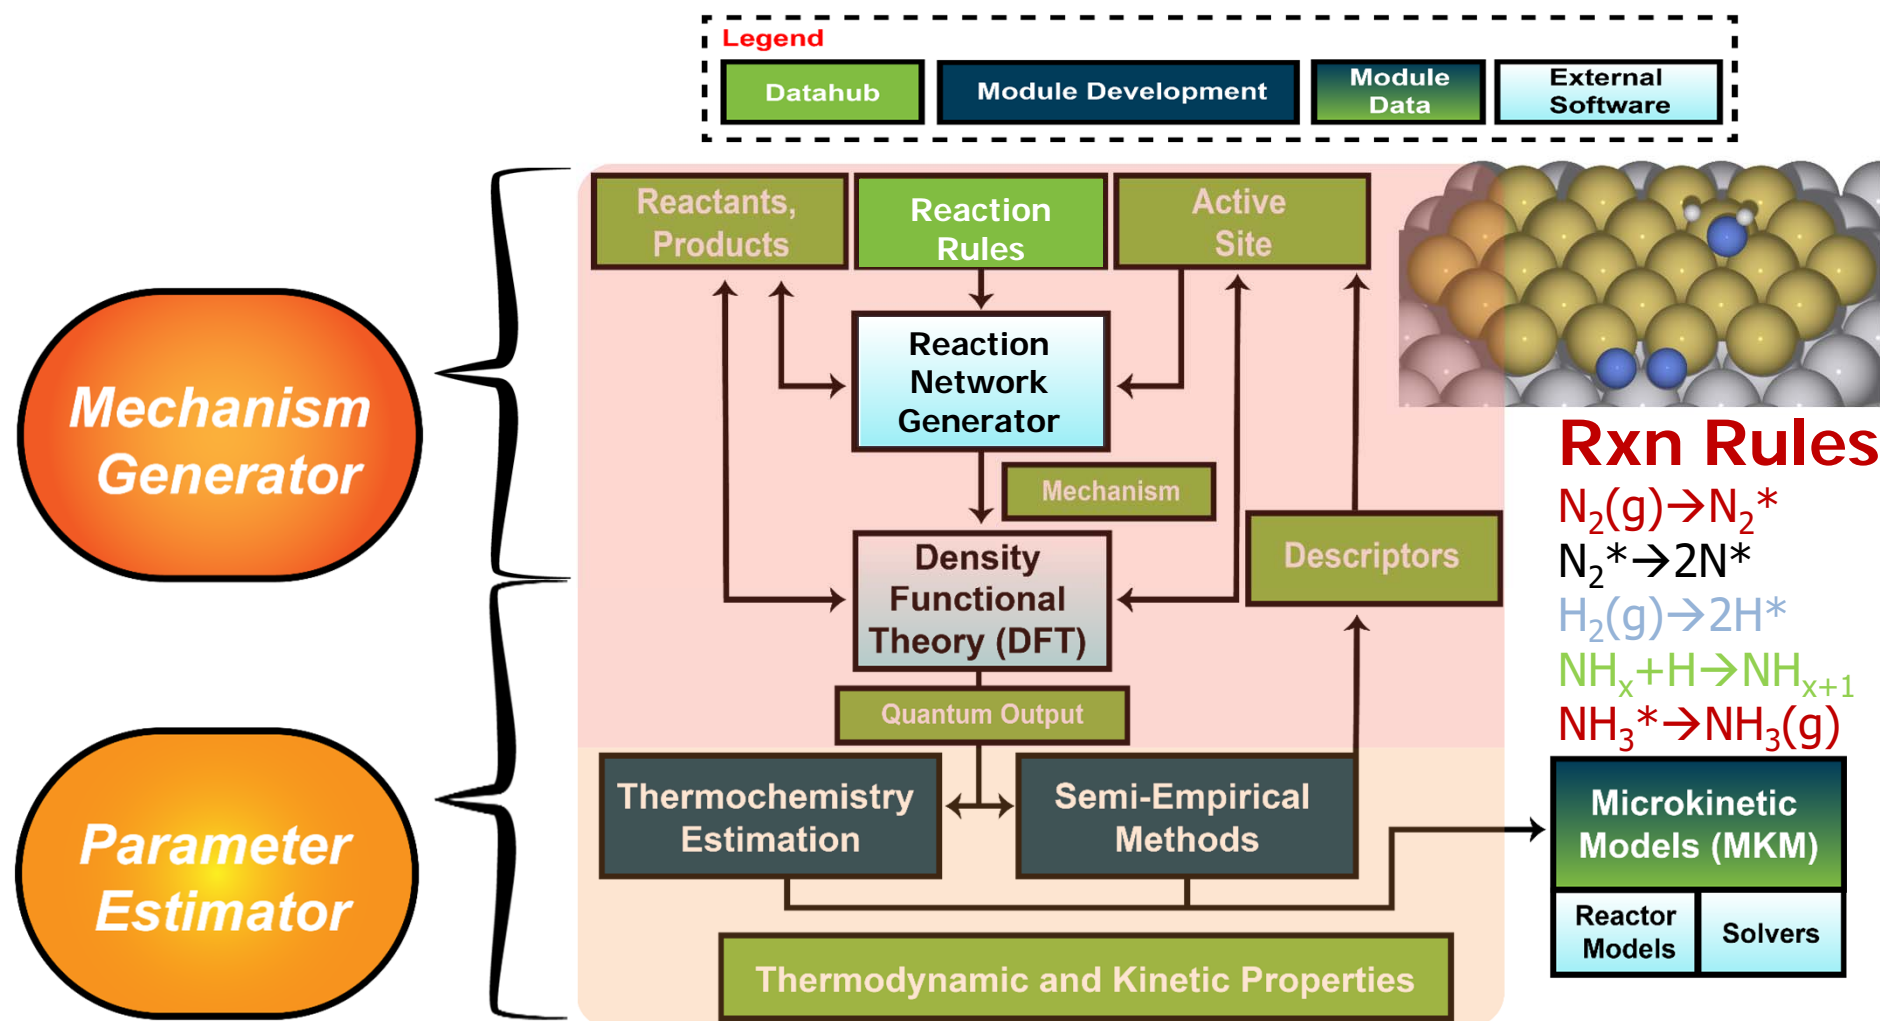 Legend
Datahub
Module Development
Module
Data
External
Software
Reactants,
Products
Reaction
Rules
Active
Site
Reaction
Network
Generator
Mechanism
Generator
Mechanism
Density
Functional
Theory (DFT)
Descriptors
Quantum Output
Rxn Rules
N₂(g)→N₂*
N₂*→2N*
H₂(g)→2H*
NHₓ+H→NHₓ₊₁
NH₃*→NH₃(g)
Parameter
Estimator
Thermochemistry
Estimation
Semi-Empirical
Methods
Microkinetic
Models (MKM)
Reactor
Models
Solvers
Thermodynamic and Kinetic Properties